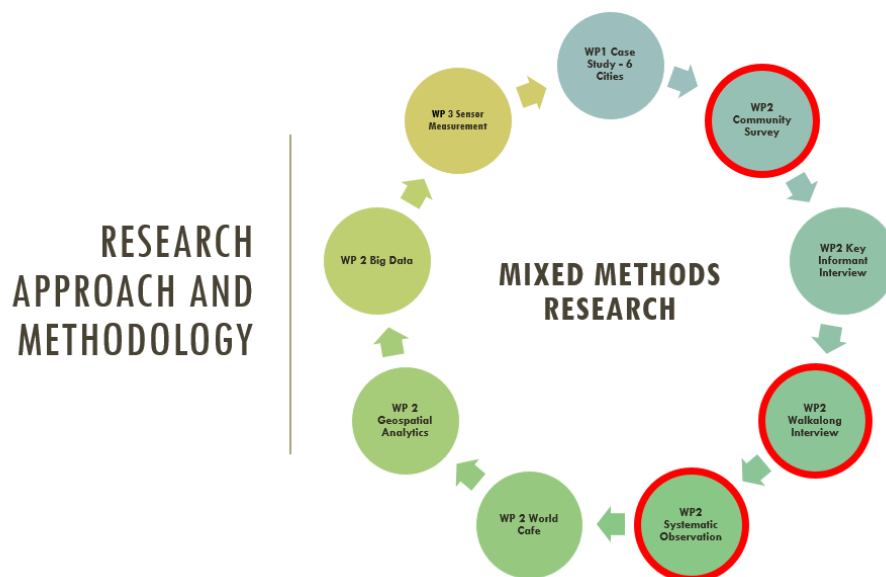 RESEARCH
APPROACH AND
METHODOLOGY
MIXED METHODS
RESEARCH
WP1 Case
Study - 6
Cities
WP2
Community
Survey
WP2 Key
Informant
Interview
WP2
Walkalong
Interview
WP2
Systematic
Observation
WP 2 World
Cafe
WP 2
Geospatial
Analytics
WP 2 Big Data
WP 3 Sensor
Measurement